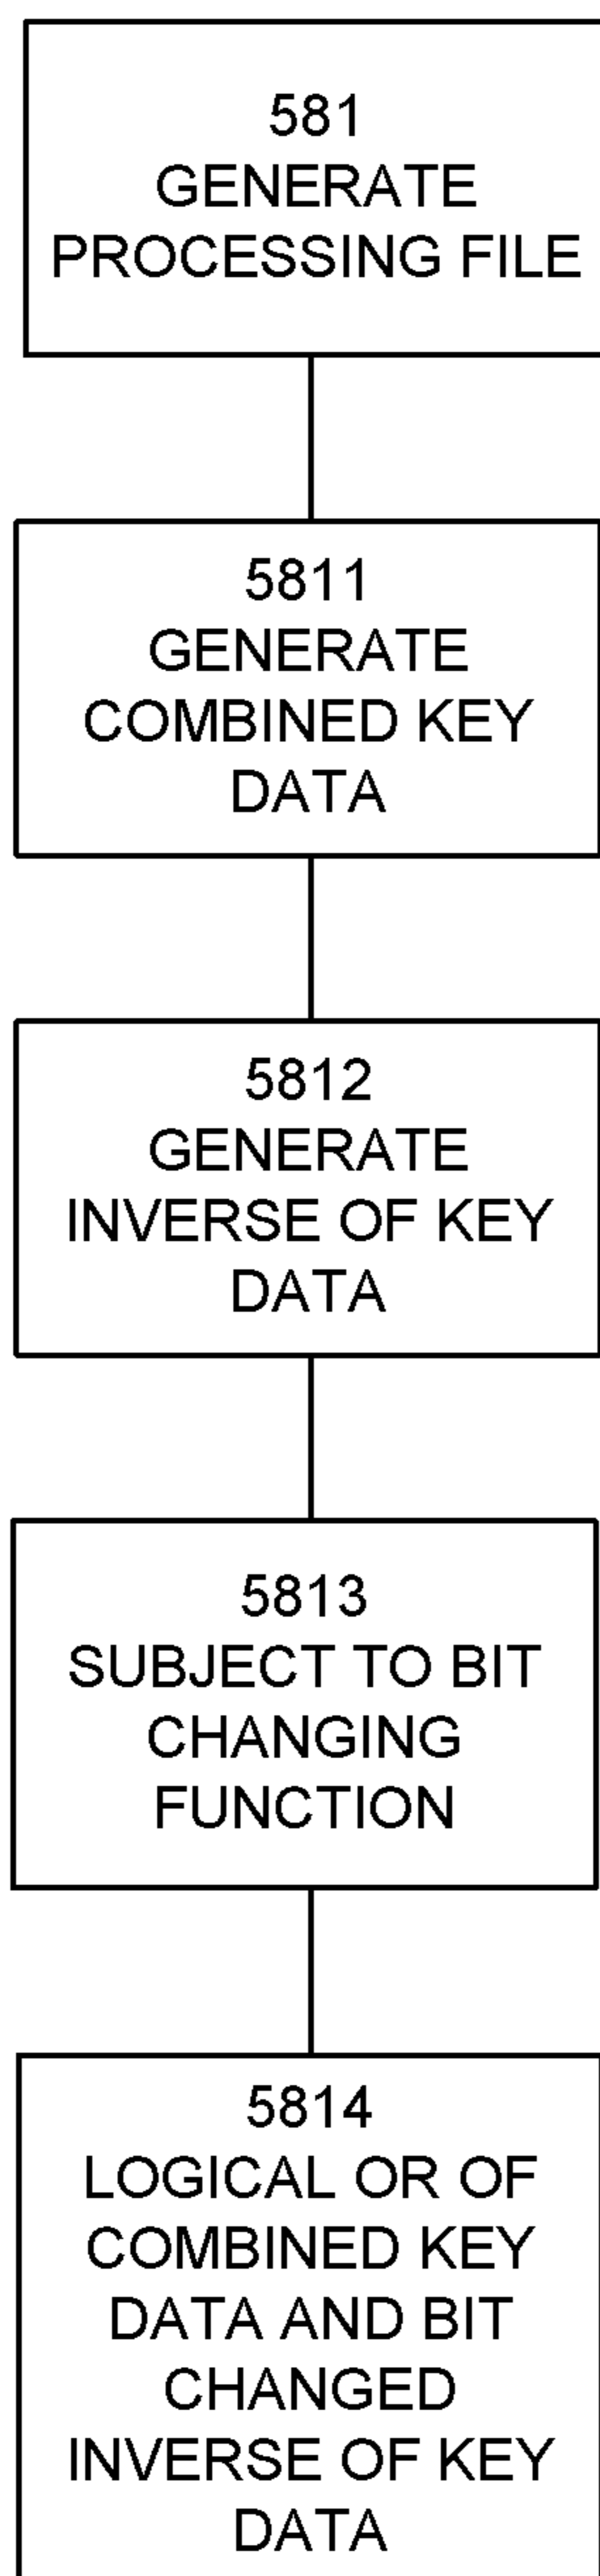 581
GENERATE
PROCESSING FILE
5811
GENERATE
COMBINED KEY
DATA
5812
GENERATE
INVERSE OF KEY
DATA
5813
SUBJECT TO BIT
CHANGING
FUNCTION
5814
LOGICAL OR OF
COMBINED KEY
DATA AND BIT
CHANGED
INVERSE OF KEY
DATA